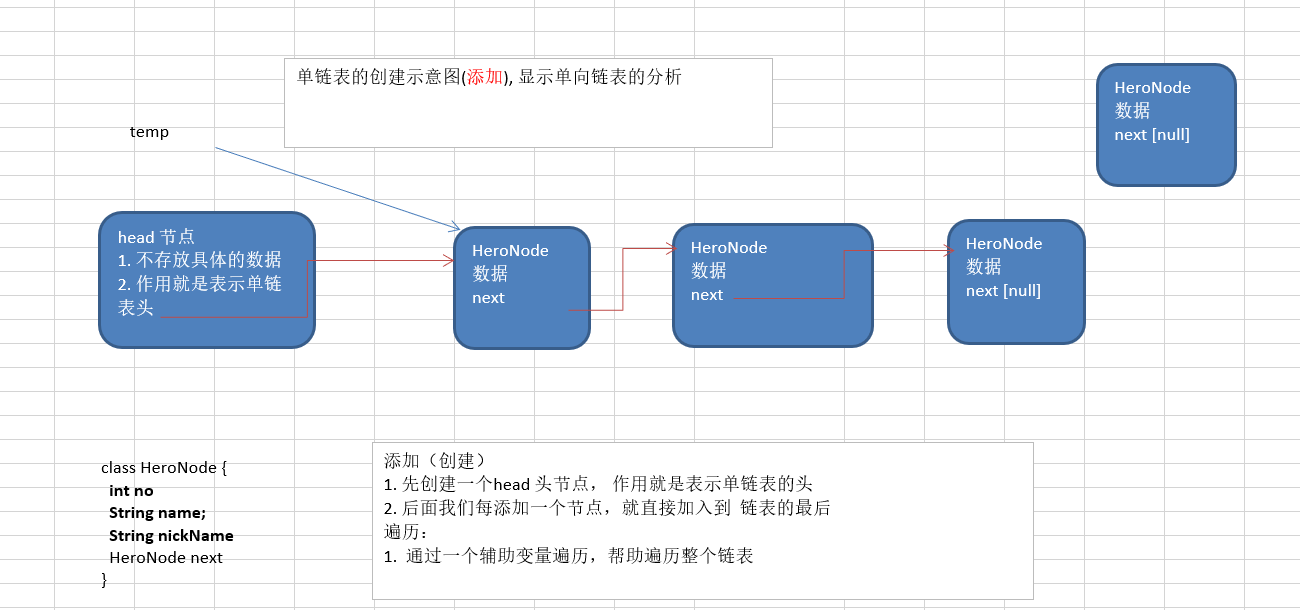 单链表的创建示意图(添加), 显示单向链表的分析
temp
HeroNode
数据
next [null]
head 节点
1. 不存放具体的数据
2. 作用就是表示单链
表头
HeroNode
数据
next
HeroNode
数据
next
HeroNode
数据
next [null]
class HeroNode {
int no
String name;
String nickName
HeroNode next
}
添加（创建）
1. 先创建一个head 头节点， 作用就是表示单链表的头
2. 后面我们每添加一个节点，就直接加入到 链表的最后
遍历：
1. 通过一个辅助变量遍历，帮助遍历整个链表